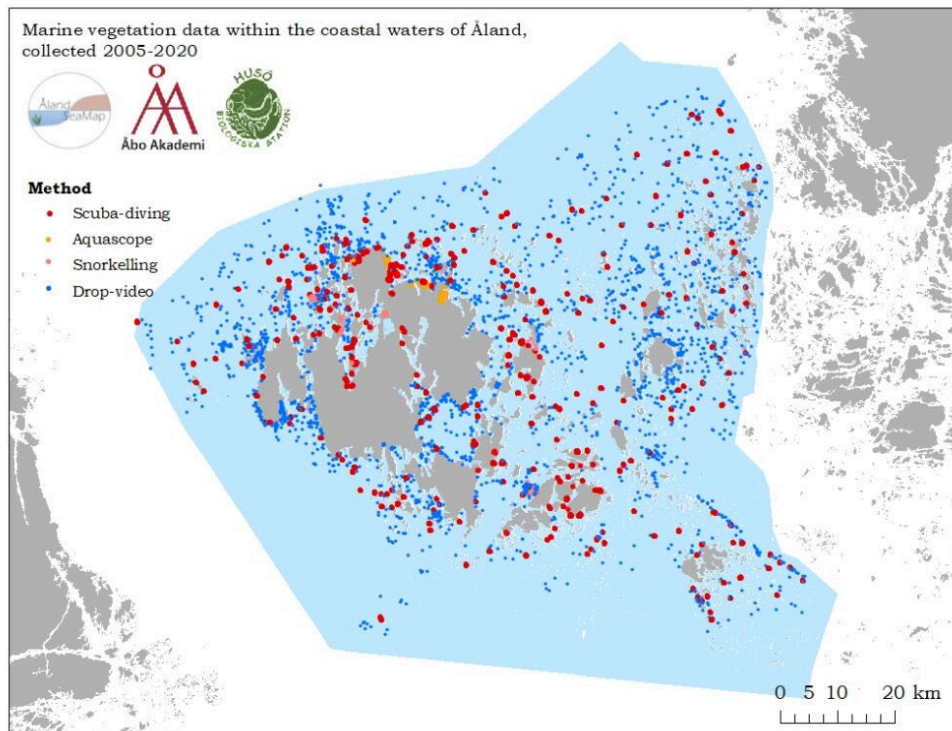 Marine vegetation data within the coastal waters of Åland,
collected 2005-2020
Åland
SeaMap
Åbo Akademi
HUSÖ
BIOLOGISKA STATION
Method
Scuba-diving
Aquascope
Snorkelling
Drop-video
0 5 10 20 km